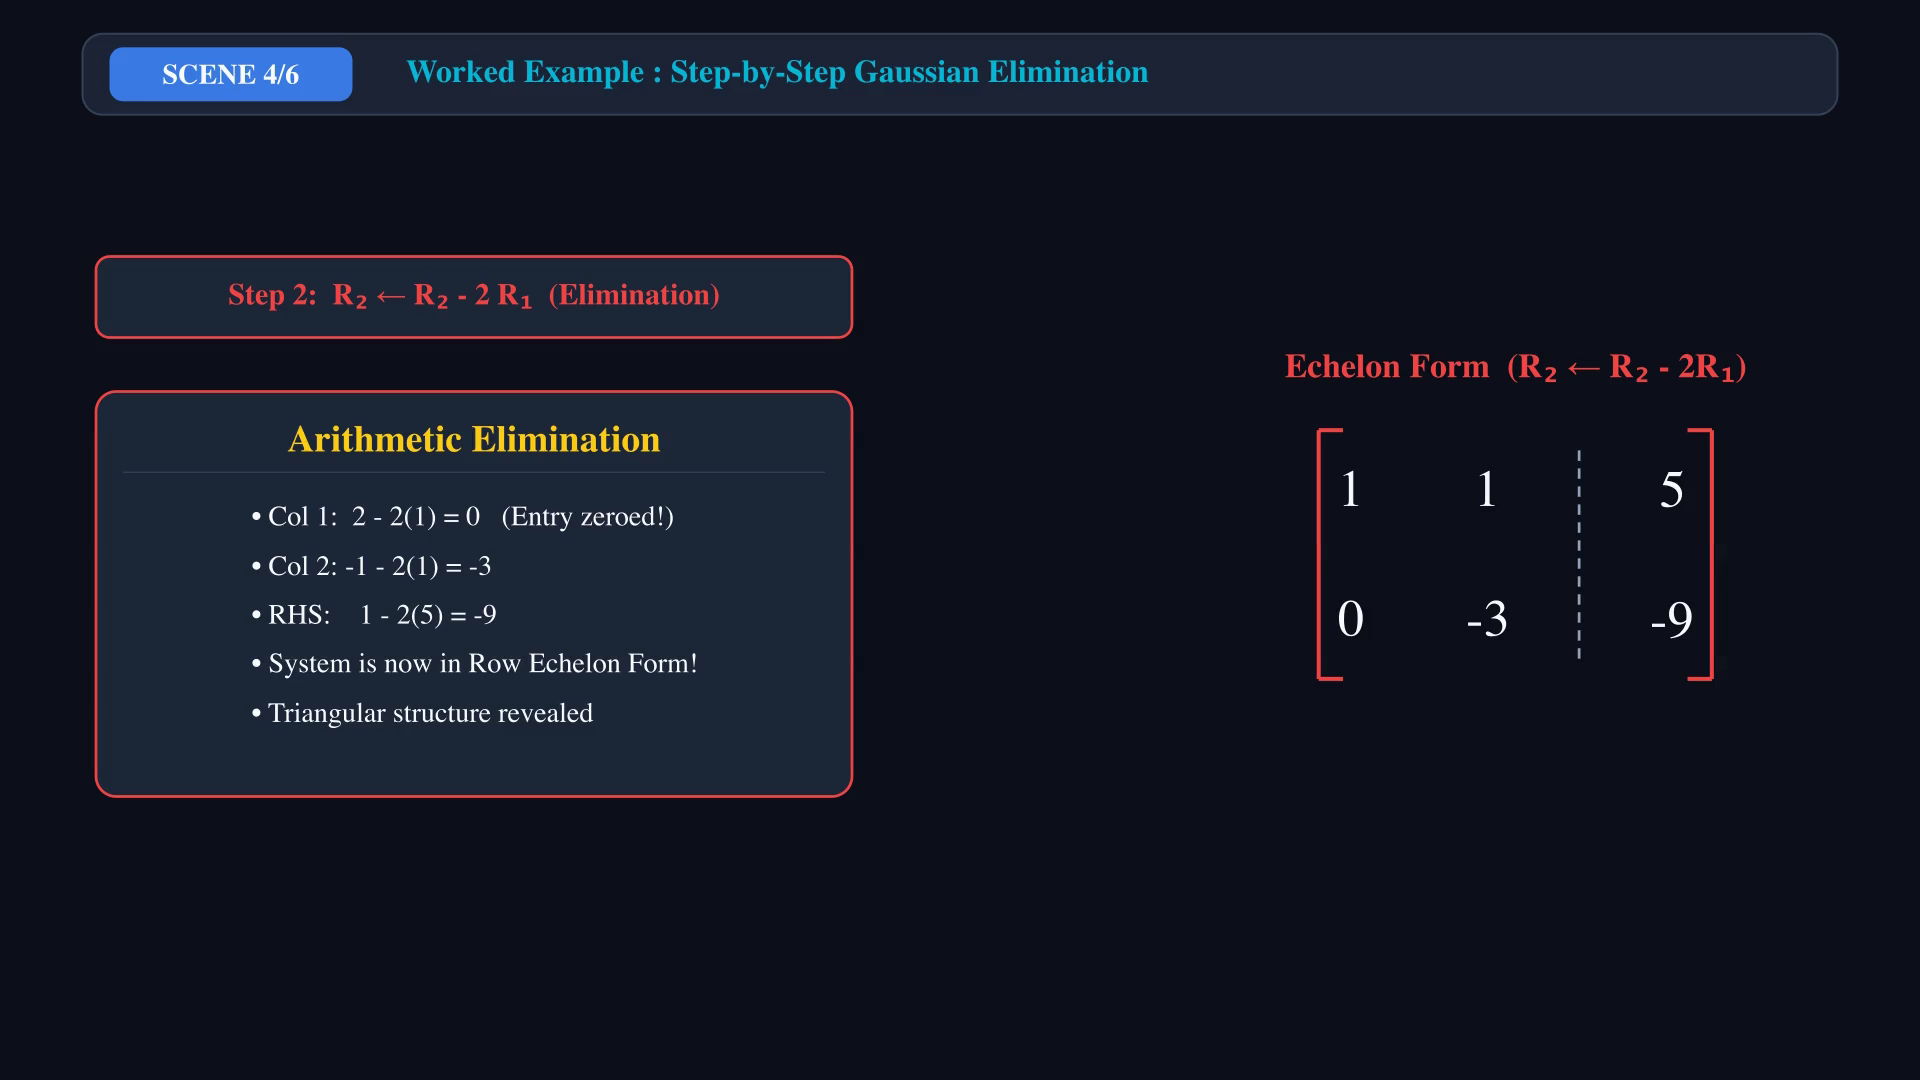 SCENE 4/6
Worked Example : Step-by-Step Gaussian Elimination
Step 2: R₂ ← R₂ - 2 R₁ (Elimination)
Arithmetic Elimination
• Col 1: 2 - 2(1) = 0 (Entry zeroed!)
• Col 2: -1 - 2(1) = -3
• RHS: 1 - 2(5) = -9
• System is now in Row Echelon Form!
• Triangular structure revealed
Echelon Form (R₂ ← R₂ - 2R₁)
1 1 5
0 -3 -9